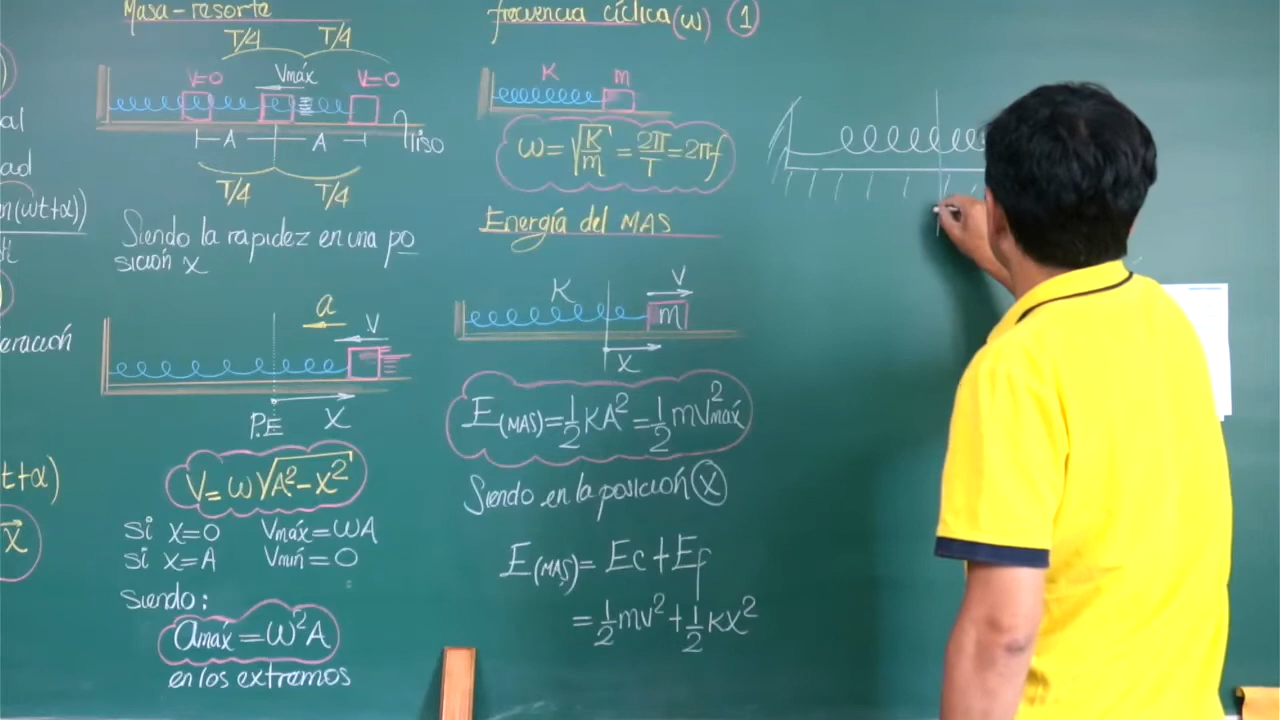 al
ad
n(ωt+α))
eración
t+α)
x⃗
Masa-resorte
T/4 T/4
V=0 Vmáx V=0
A A liso
T/4 T/4
Siendo la rapidez en una po
sición x
a
V
P.E X
V=ω√A²-x²
si x=0 Vmáx=ωA
si x=A Vmín=0
siendo:
amáx=ω²A
en los extremos
frecuencia cíclica(ω) 1
K m
ω=√K/m=2π/T=2πf
Energía del MAS
K V
m
X
E(MAS)=1/2KA²=1/2mV²máx
Siendo en la posición x
E(MAS)=Ec+Ep
=1/2mv²+1/2Kx²